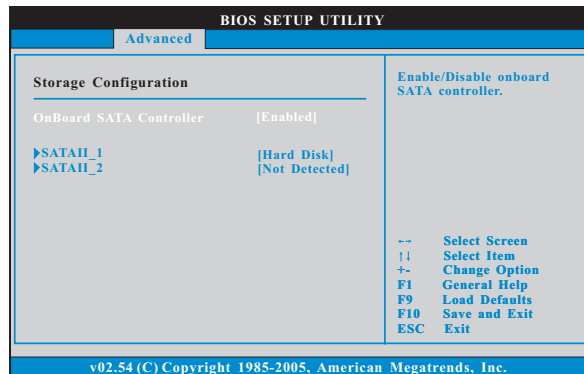 BIOS SETUP UTILITY
Advanced
Storage Configuration
OnBoard SATA Controller [Enabled]
SATAII_1 [Hard Disk]
SATAII_2 [Not Detected]
Enable/Disable onboard
SATA controller.
←→ Select Screen
↑↓ Select Item
+- Change Option
F1 General Help
F9 Load Defaults
F10 Save and Exit
ESC Exit
v02.54 (C) Copyright 1985-2005, American Megatrends, Inc.